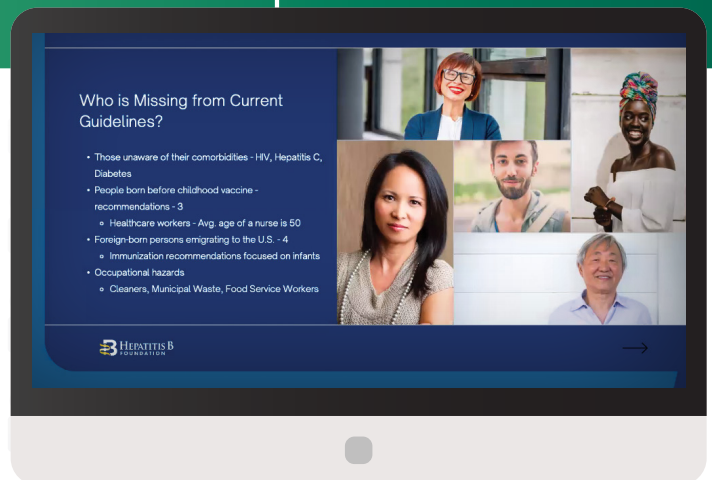 Who is Missing from Current
Guidelines?
• Those unaware of their comorbidities - HIV, Hepatitis C,
Diabetes
• People born before childhood vaccine -
recommendations - 3
○ Healthcare workers - Avg. age of a nurse is 50
• Foreign-born persons emigrating to the U.S. - 4
○ Immunization recommendations focused on infants
• Occupational hazards
○ Cleaners, Municipal Waste, Food Service Workers
HEPATITIS B
FOUNDATION